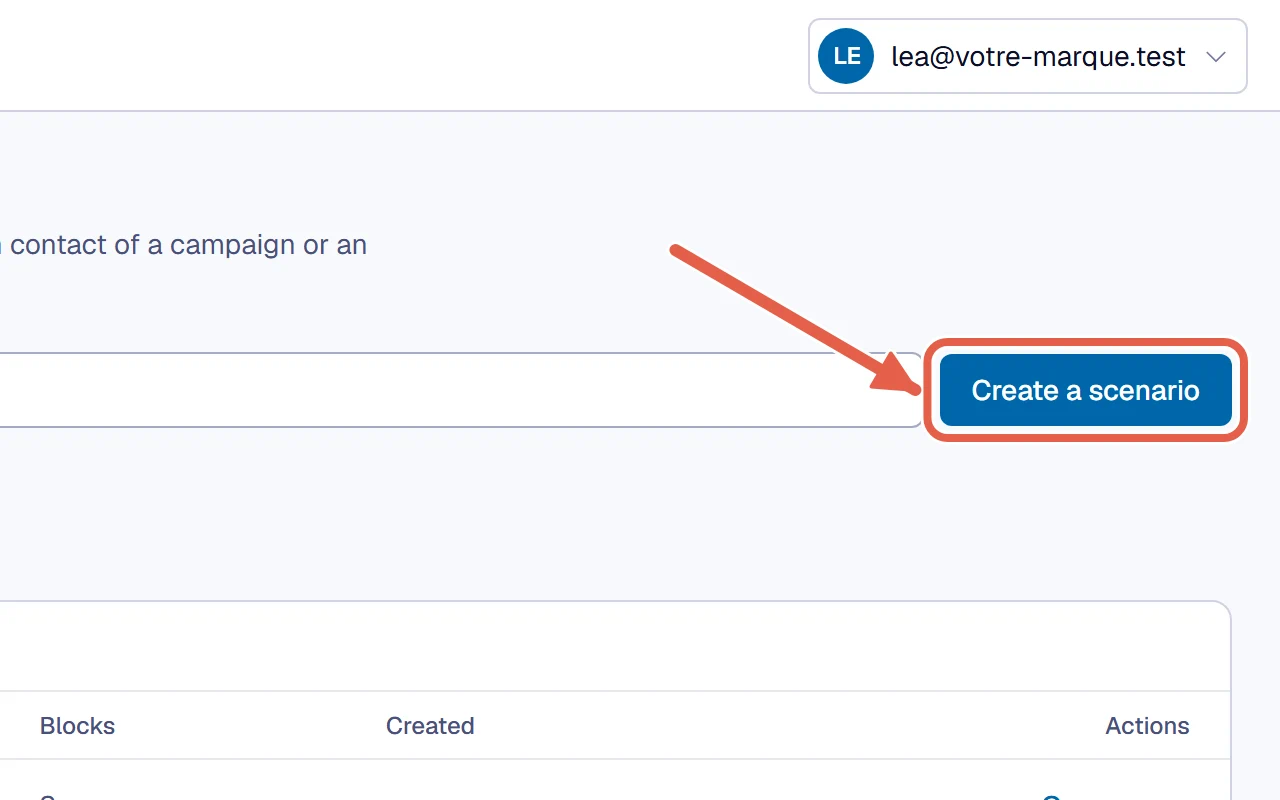 LE lea@votre-marque.test
contact of a campaign or an
Create a scenario
Blocks Created Actions